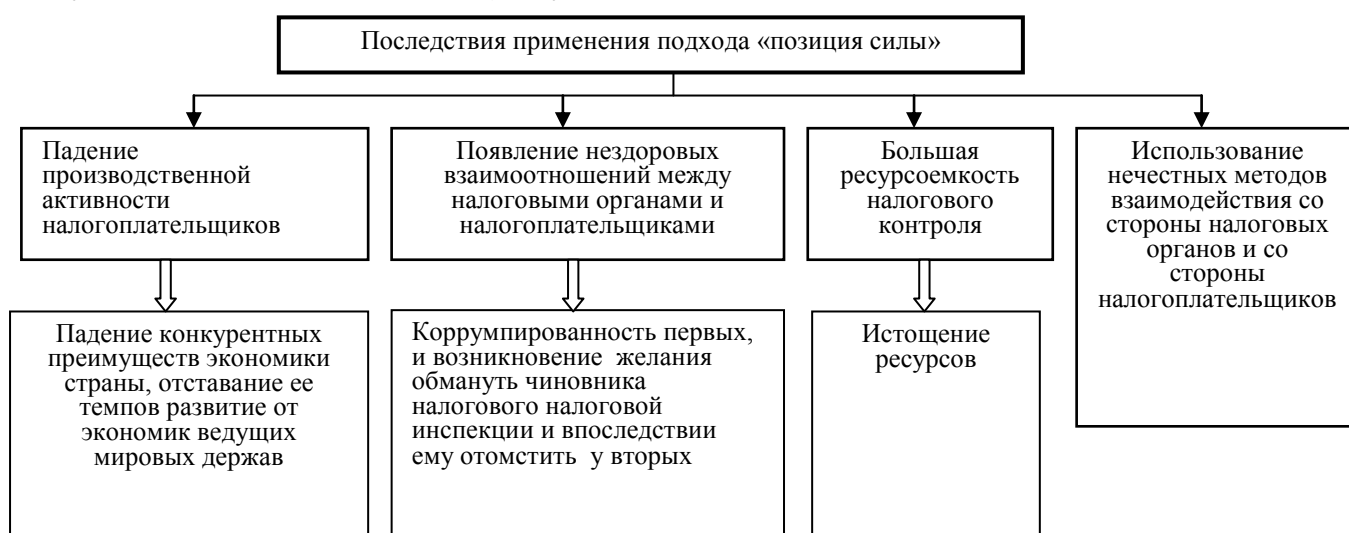 Последствия применения подхода «позиция силы»
Падение
производственной
активности
налогоплательщиков
Появление нездоровых
взаимоотношений между
налоговыми органами и
налогоплательщиками
Большая
ресурсоемкость
налогового
контроля
Использование
нечестных методов
взаимодействия со
стороны налоговых
органов и со
стороны
налогоплательщиков
Падение конкурентных
преимуществ экономики
страны, отставание ее
темпов развитие от
экономик ведущих
мировых держав
Коррумпированность первых,
и возникновение желания
обмануть чиновника
налогового налоговой
инспекции и впоследствии
ему отомстить у вторых
Истощение
ресурсов